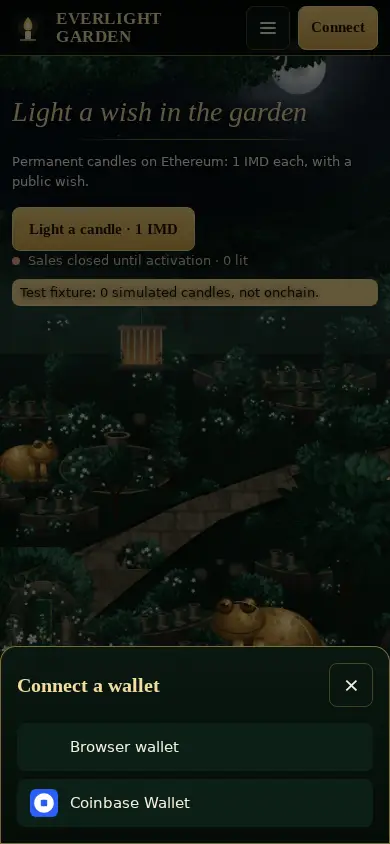 EVERLIGHT
GARDEN
Connect
Light a wish in the garden
Permanent candles on Ethereum: 1 IMD each, with a
public wish.
Light a candle · 1 IMD
Sales closed until activation · 0 lit
Test fixture: 0 simulated candles, not onchain.
Connect a wallet
Browser wallet
Coinbase Wallet